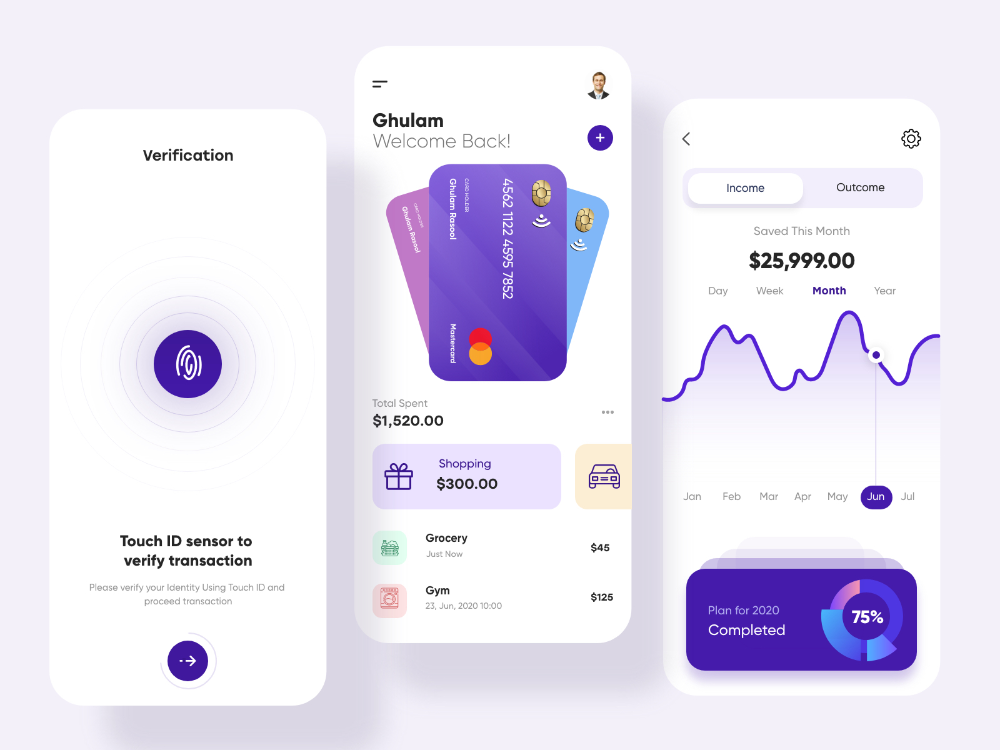 Verification
Touch ID sensor to
verify transaction
Please verify your Identity Using Touch ID and
proceed transaction
Ghulam
Welcome Back!
CARD HOLDER
Ghulam Rasool
4562 1122 4595 7852
CARD HOLDER
Ghulam Rasool
Mastercard
Total Spent
$1,520.00
Shopping
$300.00
Grocery
Just Now
$45
Gym
23, Jun, 2020 10:00
$125
Income
Outcome
Saved This Month
$25,999.00
Day Week Month Year
Jan Feb Mar Apr May Jun Jul
Plan for 2020
Completed
75%